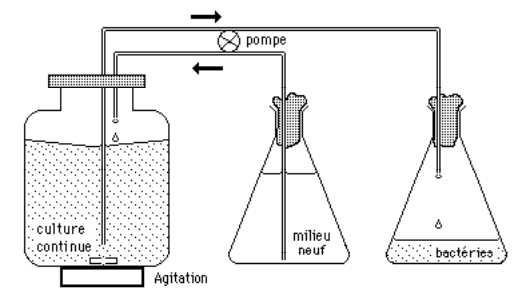 pompe
culture
continue
milieu
neuf
bactéries
Agitation